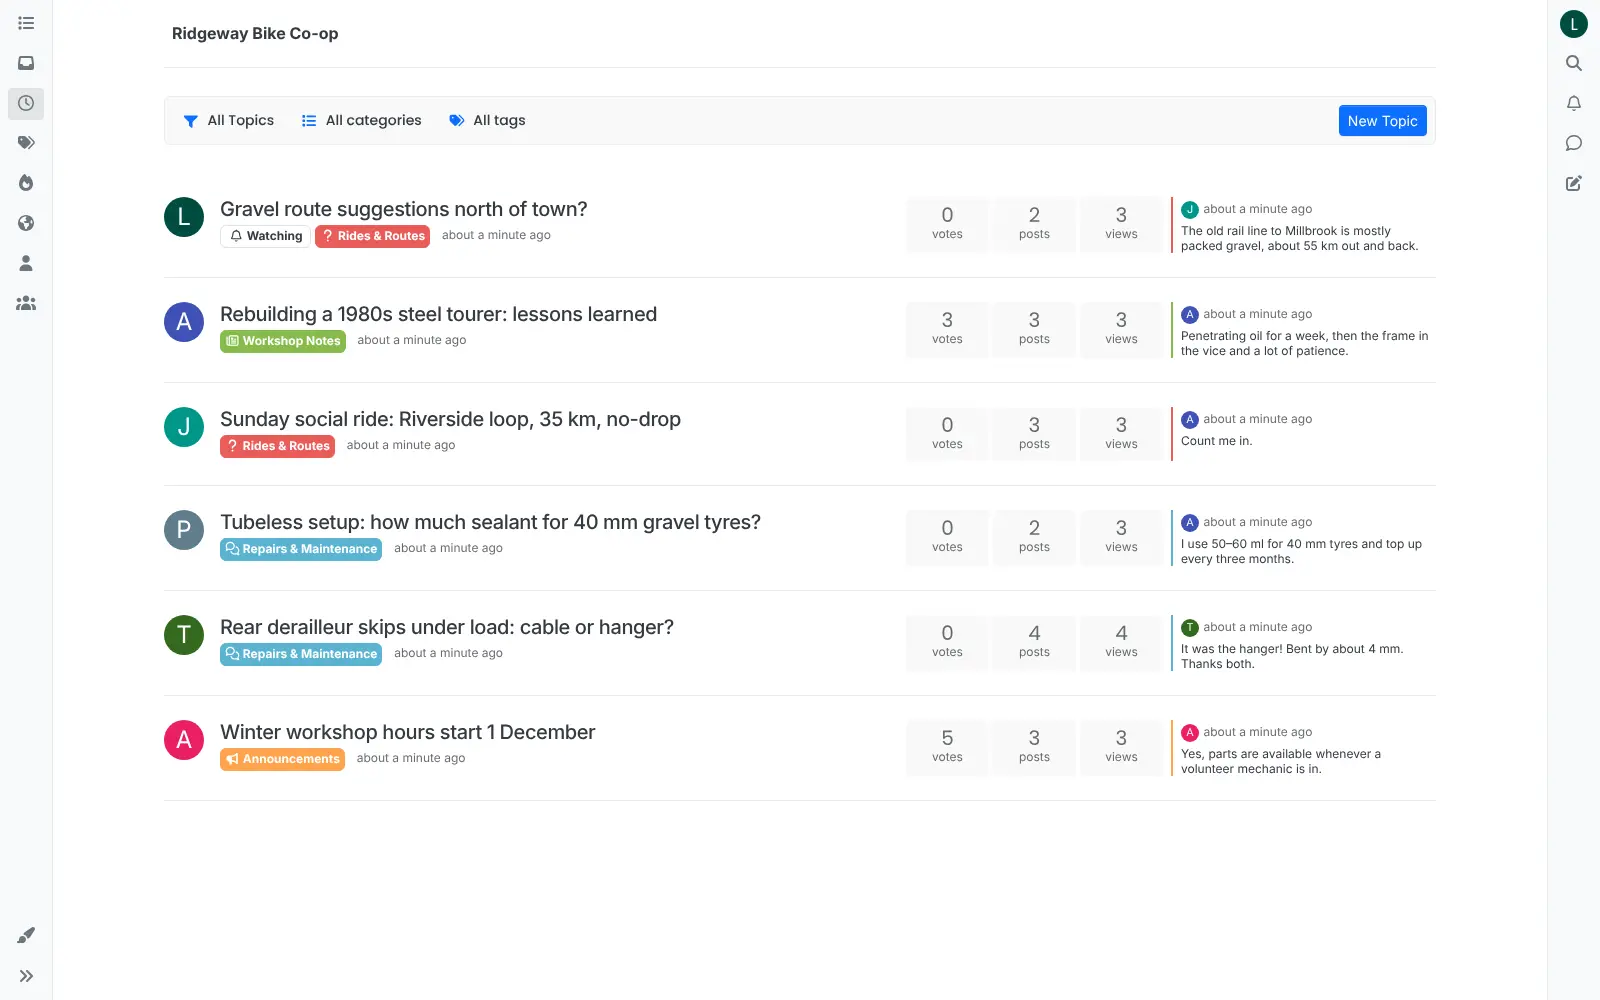 L
Ridgeway Bike Co-op
All Topics All categories All tags New Topic
L
Gravel route suggestions north of town?
Watching Rides & Routes about a minute ago
0 votes 2 posts 3 views
J about a minute ago
The old rail line to Millbrook is mostly
packed gravel, about 55 km out and back.
A
Rebuilding a 1980s steel tourer: lessons learned
Workshop Notes about a minute ago
3 votes 3 posts 3 views
A about a minute ago
Penetrating oil for a week, then the frame in
the vice and a lot of patience.
J
Sunday social ride: Riverside loop, 35 km, no-drop
Rides & Routes about a minute ago
0 votes 3 posts 3 views
A about a minute ago
Count me in.
P
Tubeless setup: how much sealant for 40 mm gravel tyres?
Repairs & Maintenance about a minute ago
0 votes 2 posts 3 views
A about a minute ago
I use 50–60 ml for 40 mm tyres and top up
every three months.
T
Rear derailleur skips under load: cable or hanger?
Repairs & Maintenance about a minute ago
0 votes 4 posts 4 views
T about a minute ago
It was the hanger! Bent by about 4 mm.
Thanks both.
A
Winter workshop hours start 1 December
Announcements about a minute ago
5 votes 3 posts 3 views
A about a minute ago
Yes, parts are available whenever a
volunteer mechanic is in.